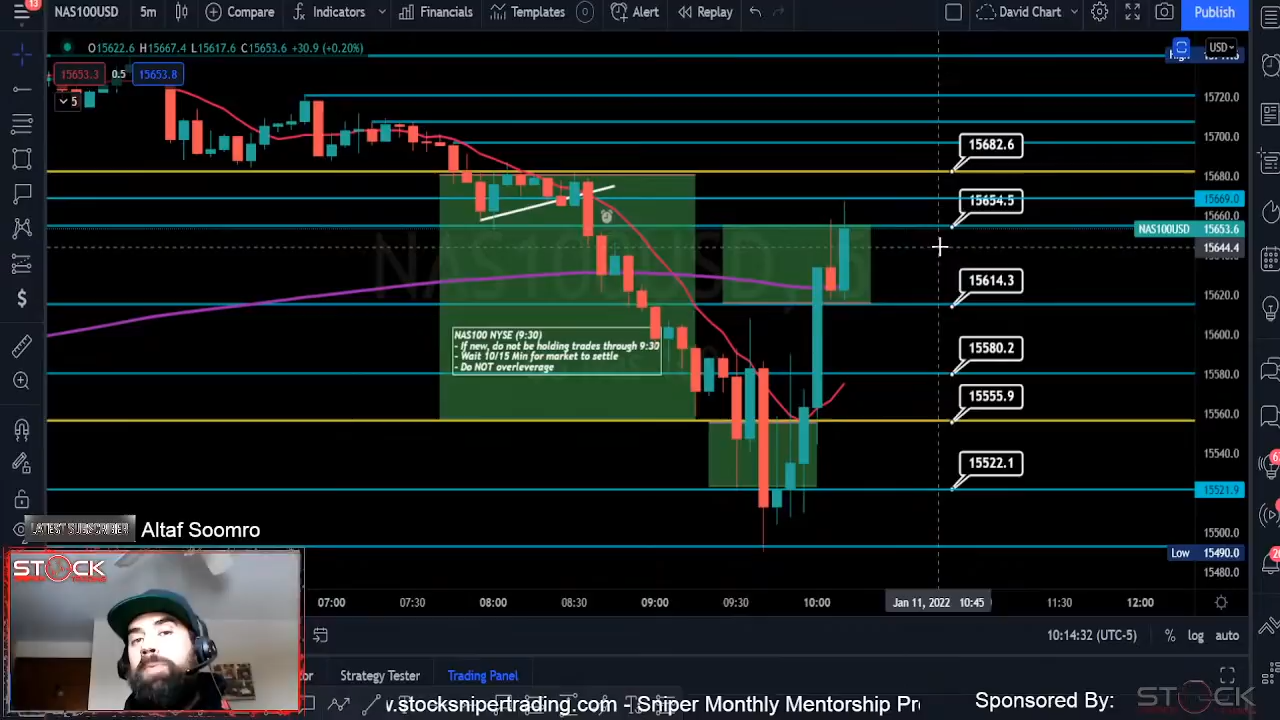 13
NAS100USD 5m Compare Indicators Financials Templates Alert Replay David Chart Publish
O15622.6 H15667.4 L15617.6 C15653.6 +30.9 (+0.20%)
USD
15653.3 0.5 15653.8
5
15720.0
15700.0
15682.6
15680.0
15669.0
15654.5
15660.0
NAS100USD 15653.6
15644.4
15614.3
15620.0
NAS100 NYSE (9:30)
- If new, do not be holding trades through 9:30
- Wait 10/15 Min for market to settle
- Do NOT overleverage
15600.0
15580.2
15580.0
15555.9
15560.0
15540.0
15522.1
15521.9
15500.0
LATEST SUBSCRIBER Altaf Soomro
Low 15490.0
STOCK
15480.0
07:00 07:30 08:00 08:30 09:00 09:30 10:00 Jan 11, 2022 10:45 11:30 12:00
10:14:32 (UTC-5) % log auto
Strategy Tester Trading Panel
.stocksnipertrading.com - Sniper Monthly Mentorship Pr
Sponsored By: STOCK